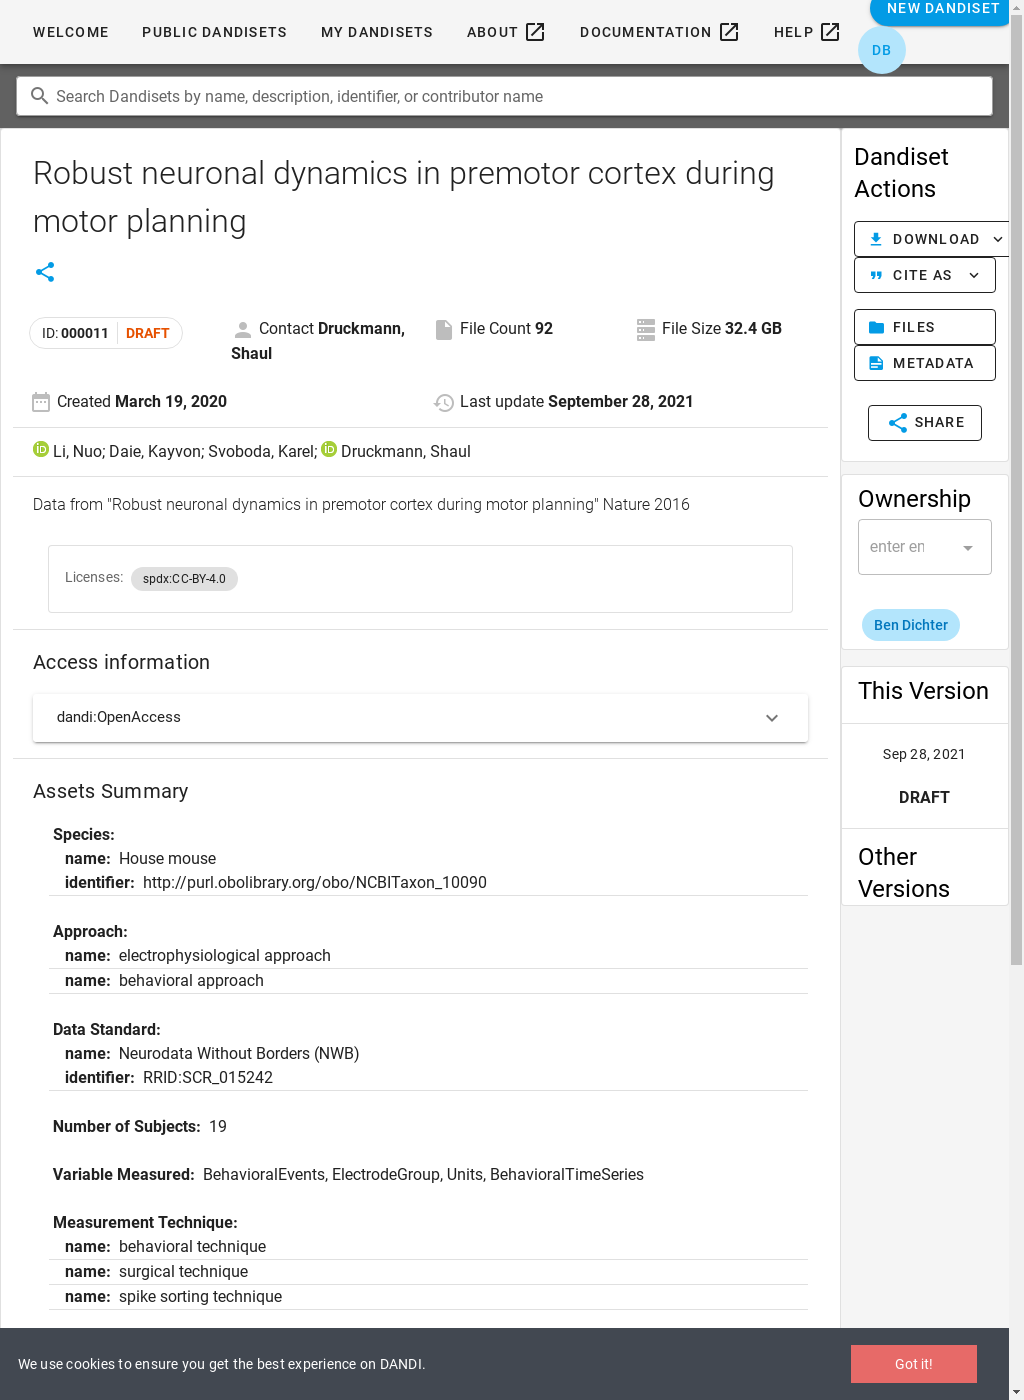 WELCOME PUBLIC DANDISETS MY DANDISETS ABOUT DOCUMENTATION HELP NEW DANDISET
DB
Search Dandisets by name, description, identifier, or contributor name
Robust neuronal dynamics in premotor cortex during
motor planning
ID: 000011 DRAFT
Contact Druckmann,
Shaul
File Count 92
File Size 32.4 GB
Created March 19, 2020
Last update September 28, 2021
iD Li, Nuo; Daie, Kayvon; Svoboda, Karel; iD Druckmann, Shaul
Data from "Robust neuronal dynamics in premotor cortex during motor planning" Nature 2016
Licenses: spdx:CC-BY-4.0
Access information
dandi:OpenAccess
Assets Summary
Species:
name: House mouse
identifier: http://purl.obolibrary.org/obo/NCBITaxon_10090
Approach:
name: electrophysiological approach
name: behavioral approach
Data Standard:
name: Neurodata Without Borders (NWB)
identifier: RRID:SCR_015242
Number of Subjects: 19
Variable Measured: BehavioralEvents, ElectrodeGroup, Units, BehavioralTimeSeries
Measurement Technique:
name: behavioral technique
name: surgical technique
name: spike sorting technique
Dandiset
Actions
DOWNLOAD
CITE AS
FILES
METADATA
SHARE
Ownership
enter en
Ben Dichter
This Version
Sep 28, 2021
DRAFT
Other
Versions
We use cookies to ensure you get the best experience on DANDI.
Got it!